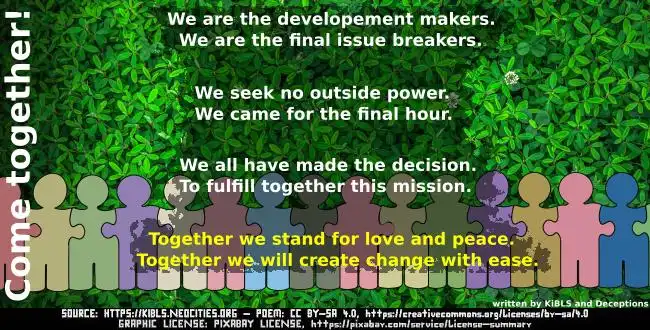 Come together!
We are the developement makers.
We are the final issue breakers.
We seek no outside power.
We came for the final hour.
We all have made the decision.
To fulfill together this mission.
Together we stand for love and peace.
Together we will create change with ease.
written by KiBLS and Deceptions
SOURCE: HTTPS://KIBLS.NEOCITIES.ORG – POEM: CC BY-SA 4.0, https://creativecommons.org/licenses/by-sa/4.0
GRAPHIC LICENSE: PIXABAY LICENSE, https://pixabay.com/service/license-summary